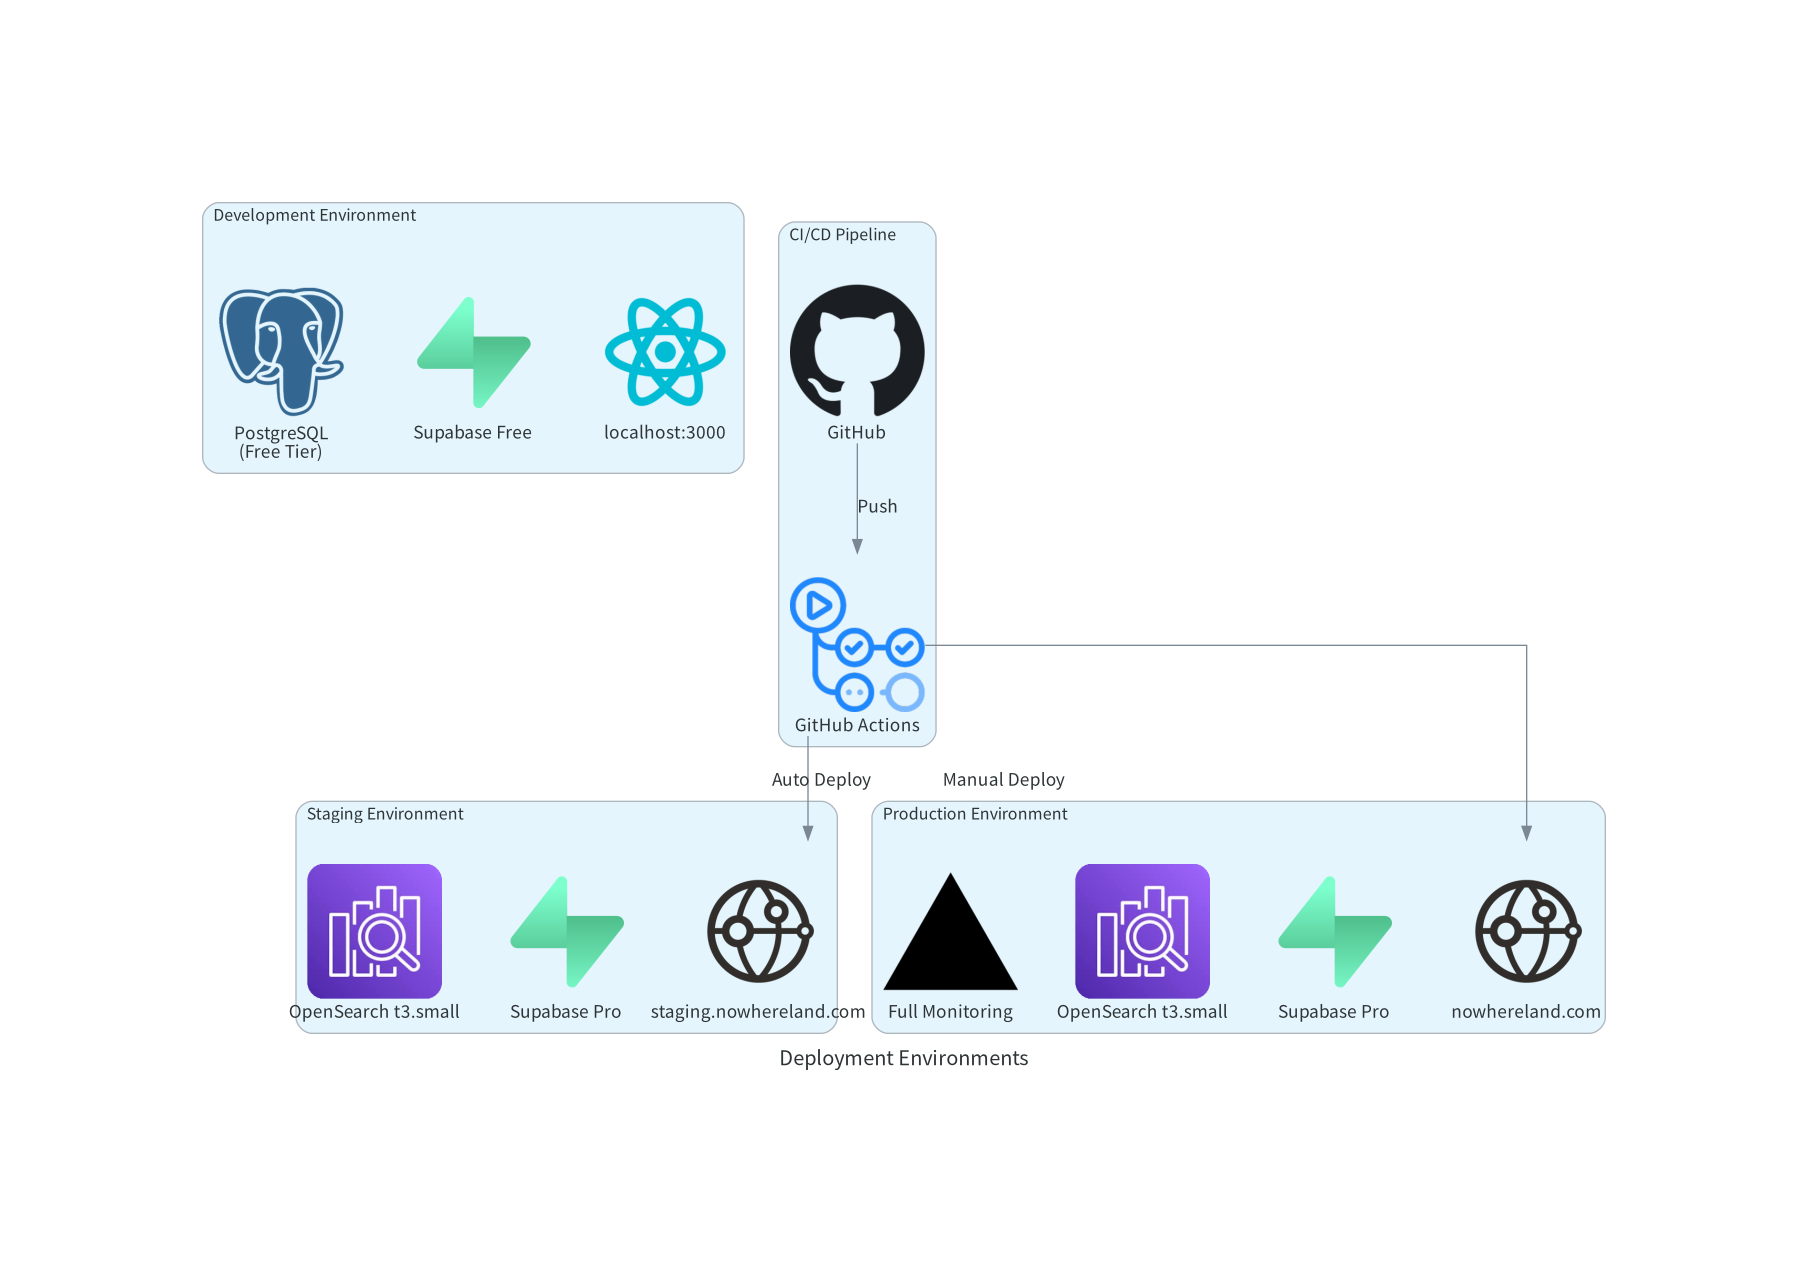 Development Environment
PostgreSQL
(Free Tier)
Supabase Free
localhost:3000
CI/CD Pipeline
GitHub
Push
GitHub Actions
Auto Deploy
Manual Deploy
Staging Environment
OpenSearch t3.small
Supabase Pro
staging.nowhereland.com
Production Environment
Full Monitoring
OpenSearch t3.small
Supabase Pro
nowhereland.com
Deployment Environments